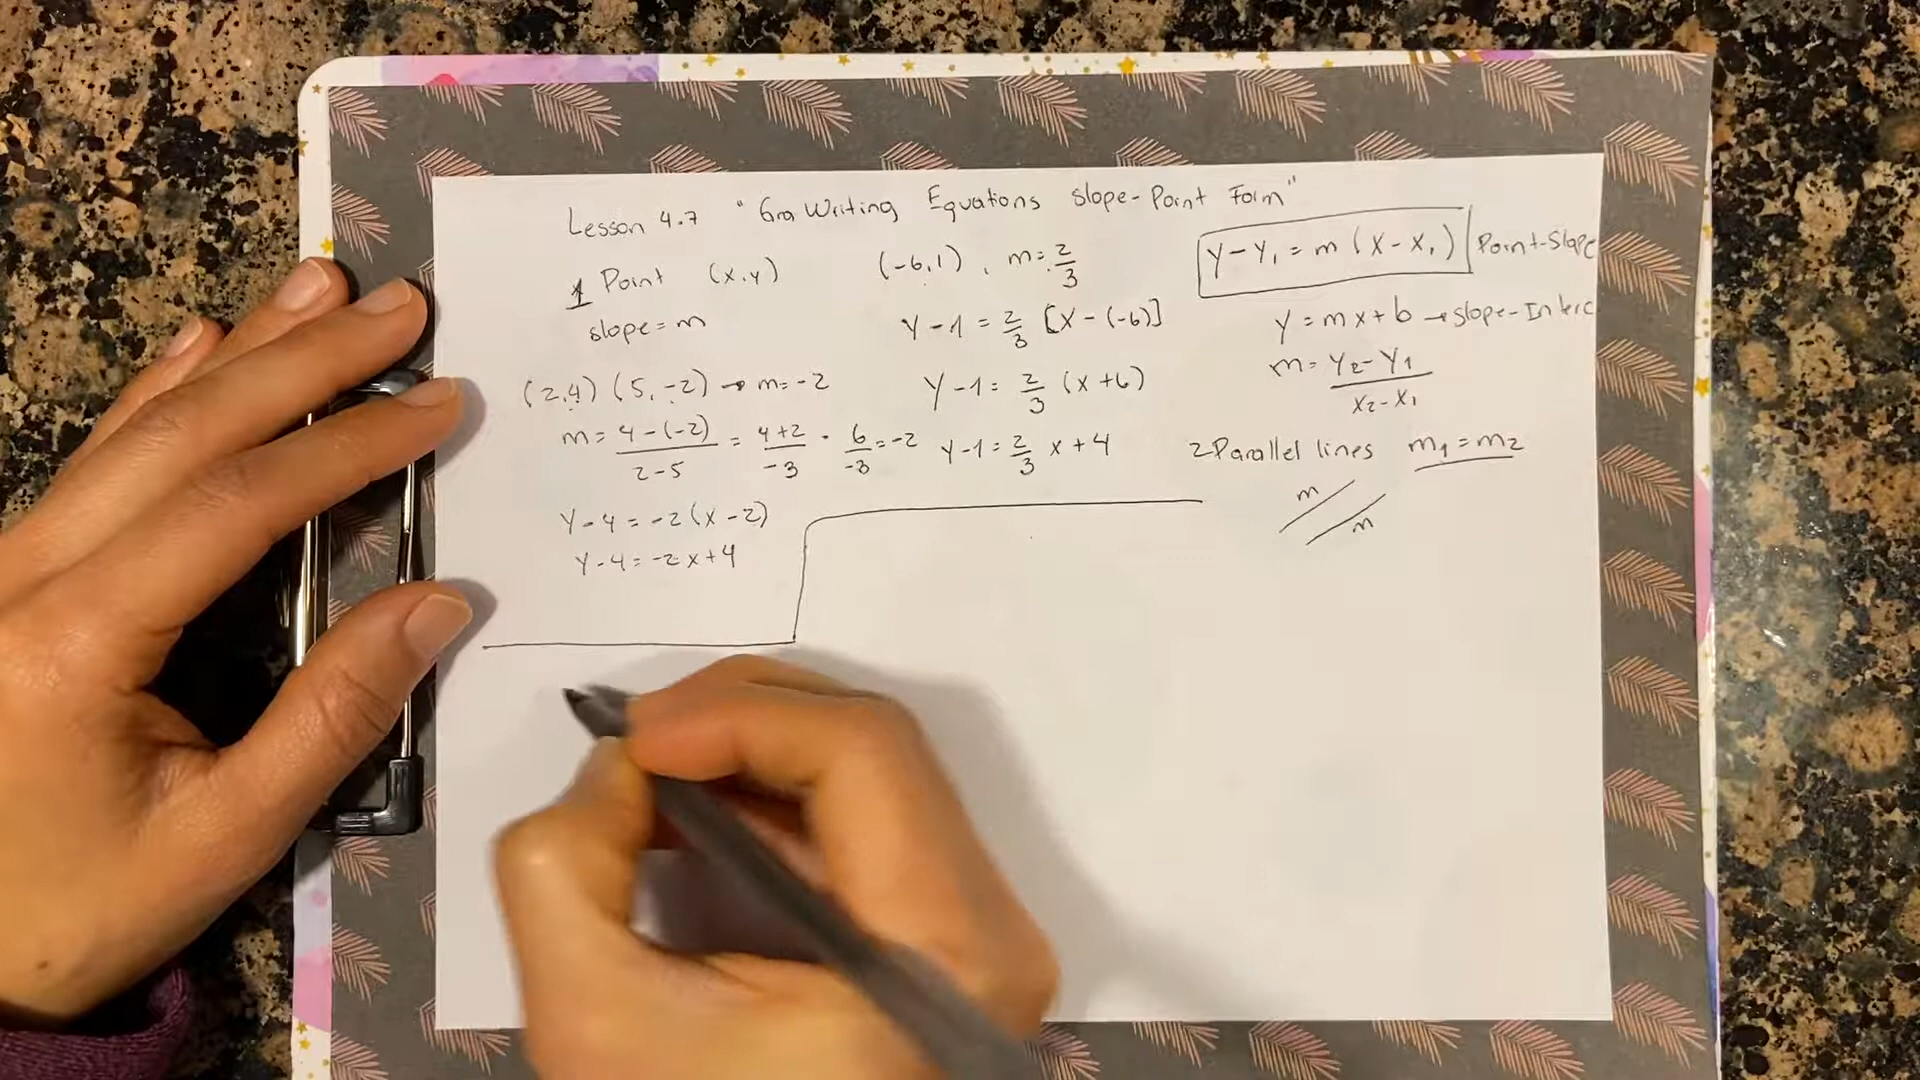 Lesson 4.7 "Gra Writing Equations Slope-Point Form"
1 Point (x,y)
slope = m
(2,4) (5,-2) → m = -2
m = 4-(-2)/2-5 = 4+2/-3 = 6/-3 = -2
y-4 = -2(x-2)
y-4 = -2x+4
(-6,1), m = 2/3
y-1 = 2/3 [x-(-6)]
y-1 = 2/3 (x+6)
y-1 = 2/3 x+4
y-y₁ = m(x-x₁) Point-Slope
y = mx+b → slope-Interc
m = y₂-y₁/x₂-x₁
2 Parallel lines m₁=m₂
m
m